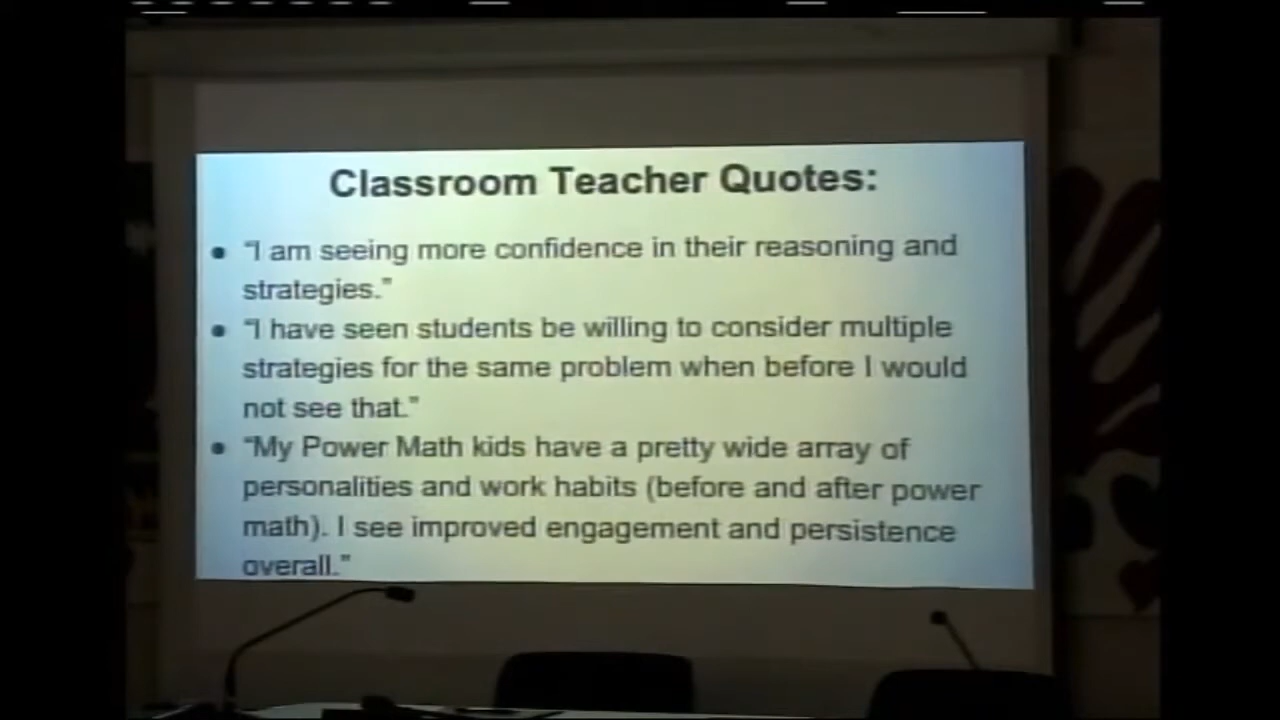 Classroom Teacher Quotes:
• “I am seeing more confidence in their reasoning and
strategies.”
• “I have seen students be willing to consider multiple
strategies for the same problem when before I would
not see that.”
• “My Power Math kids have a pretty wide array of
personalities and work habits (before and after power
math). I see improved engagement and persistence
overall.”